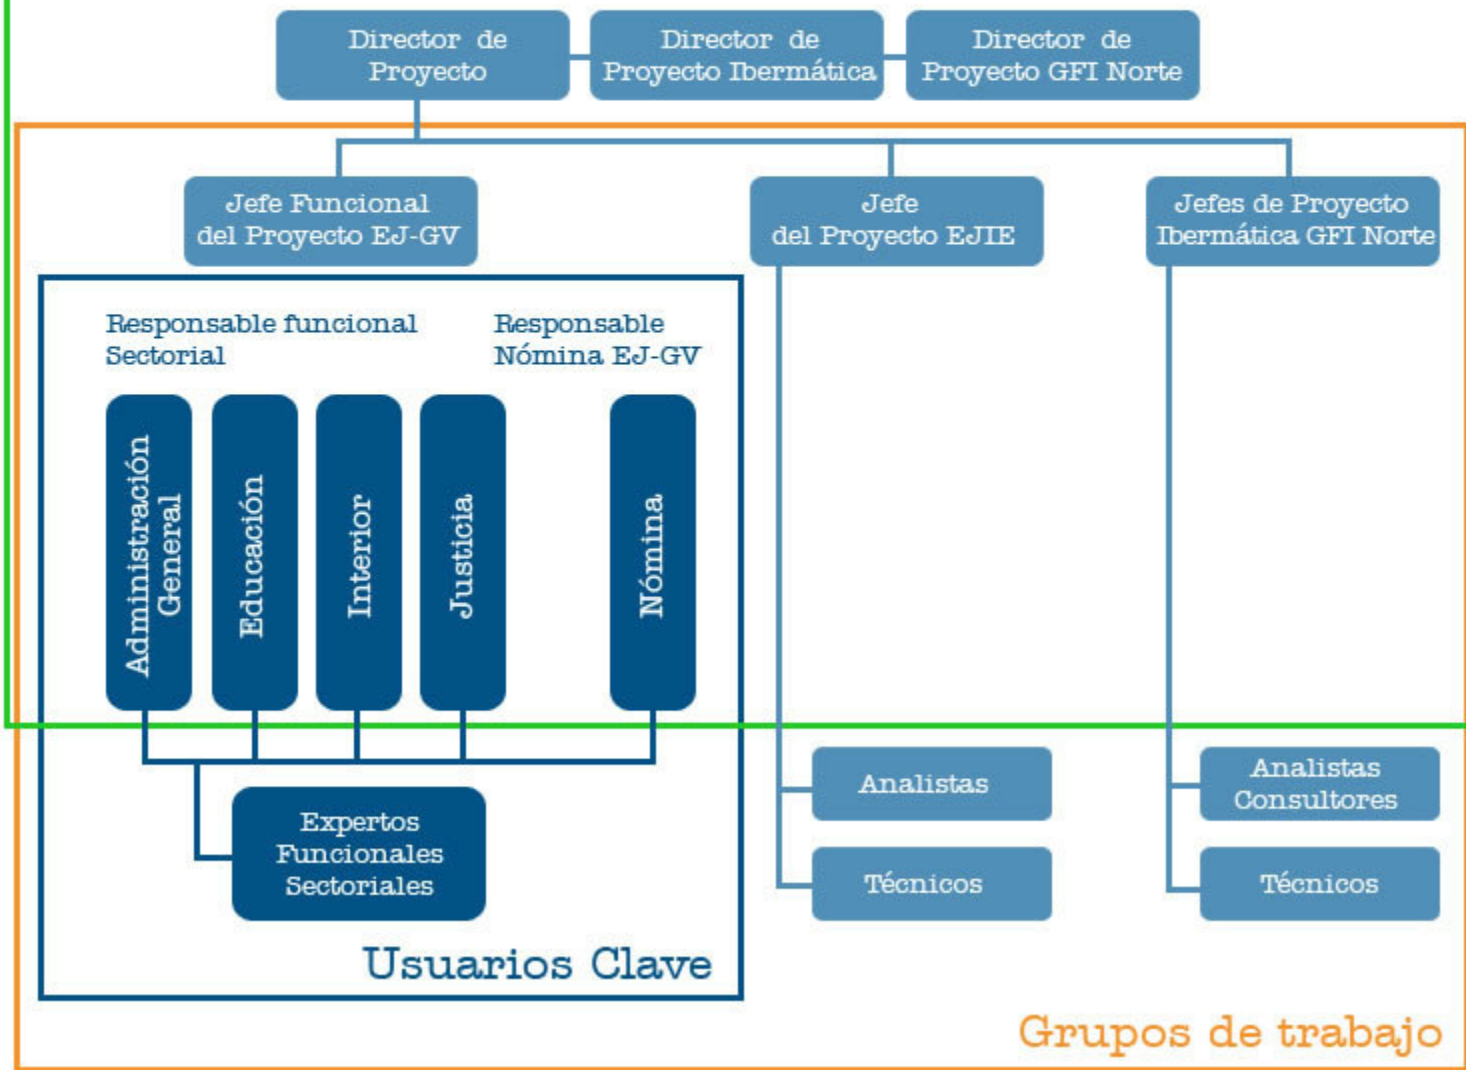 Director de
Proyecto
Director de
Proyecto Ibermática
Director de
Proyecto GFI Norte
Jefe Funcional
del Proyecto EJ-GV
Jefe
del Proyecto EJIE
Jefes de Proyecto
Ibermática GFI Norte
Responsable funcional
Sectorial
Responsable
Nómina EJ-GV
Administración
General
Educación
Interior
Justicia
Nómina
Expertos
Funcionales
Sectoriales
Analistas
Técnicos
Analistas
Consultores
Técnicos
Usuarios Clave
Grupos de trabajo